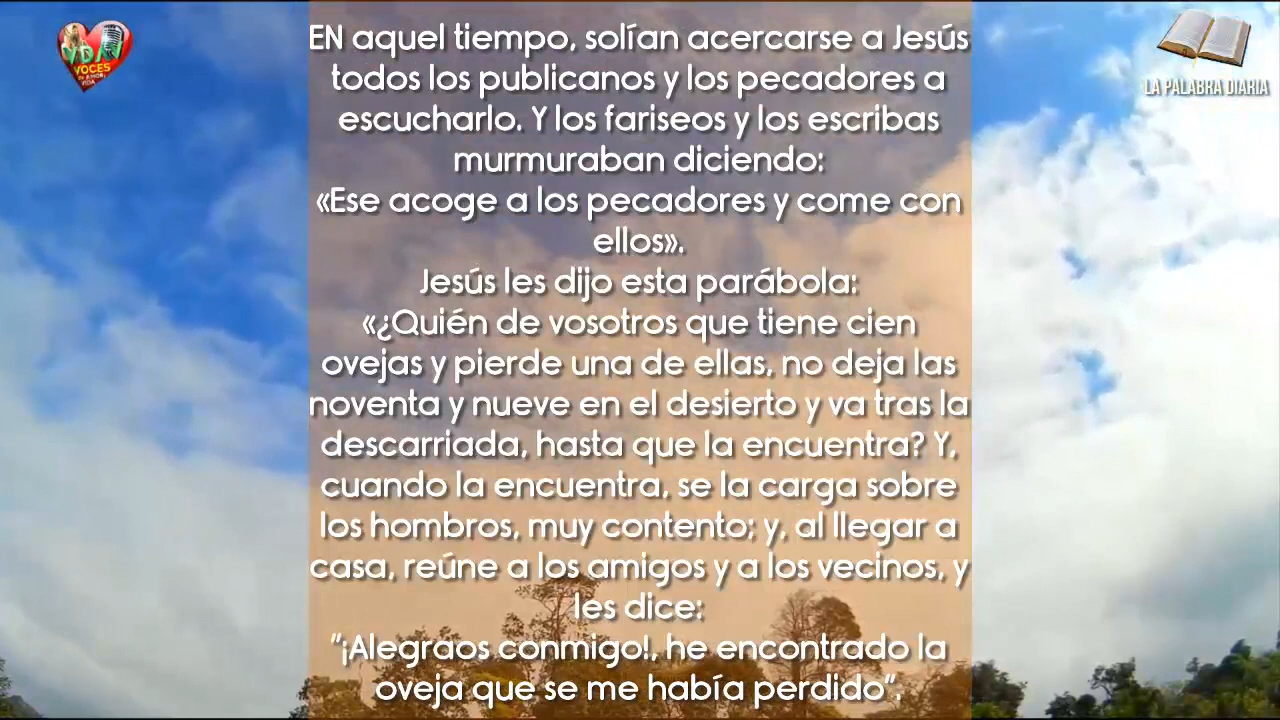 EN aquel tiempo, solían acercarse a Jesús
todos los publicanos y los pecadores a
escucharlo. Y los fariseos y los escribas
murmuraban diciendo:
«Ese acoge a los pecadores y come con
ellos».
Jesús les dijo esta parábola:
«¿Quién de vosotros que tiene cien
ovejas y pierde una de ellas, no deja las
noventa y nueve en el desierto y va tras la
descarriada, hasta que la encuentra? Y,
cuando la encuentra, se la carga sobre
los hombros, muy contento; y, al llegar a
casa, reúne a los amigos y a los vecinos, y
les dice:
"¡Alegraos conmigo!, he encontrado la
oveja que se me había perdido".
VOCES
VIDA
LA PALABRA DIARIA